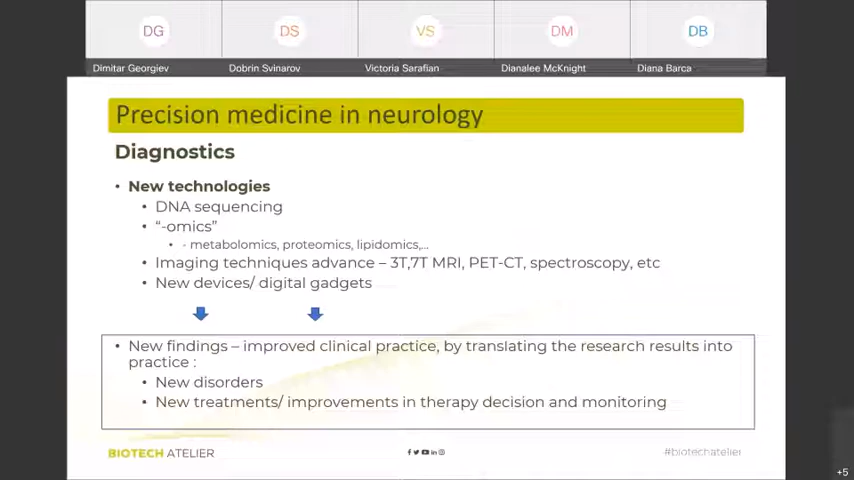 DG
DS
VS
DM
DB
Dimitar Georgiev
Dobrin Svinarov
Victoria Sarafian
Dianalee McKnight
Diana Barca
Precision medicine in neurology
Diagnostics
• New technologies
• DNA sequencing
• “-omics”
• - metabolomics, proteomics, lipidomics,...
• Imaging techniques advance – 3T,7T MRI, PET-CT, spectroscopy, etc
• New devices/ digital gadgets
• New findings – improved clinical practice, by translating the research results into
practice :
• New disorders
• New treatments/ improvements in therapy decision and monitoring
BIOTECH ATELIER
#biotechatelier
+5